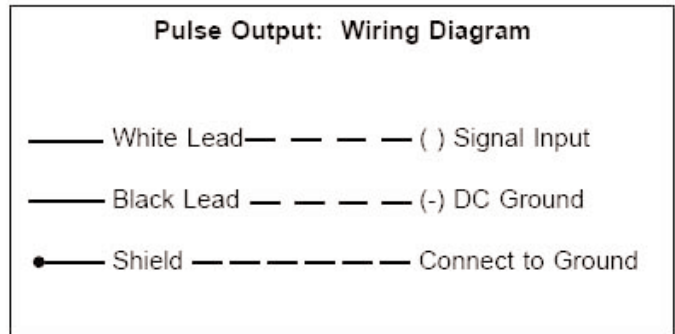 Pulse Output: Wiring Diagram
White Lead ( ) Signal Input
Black Lead (-) DC Ground
Shield Connect to Ground